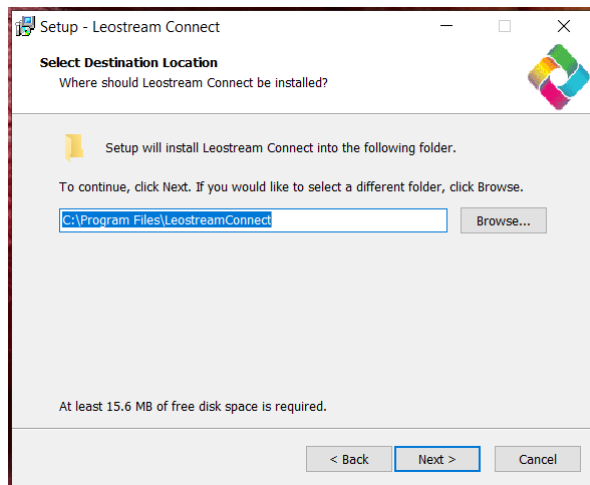 Setup - Leostream Connect
Select Destination Location
Where should Leostream Connect be installed?
Setup will install Leostream Connect into the following folder.
To continue, click Next. If you would like to select a different folder, click Browse.
C:\Program Files\LeostreamConnect
Browse...
At least 15.6 MB of free disk space is required.
< Back
Next >
Cancel